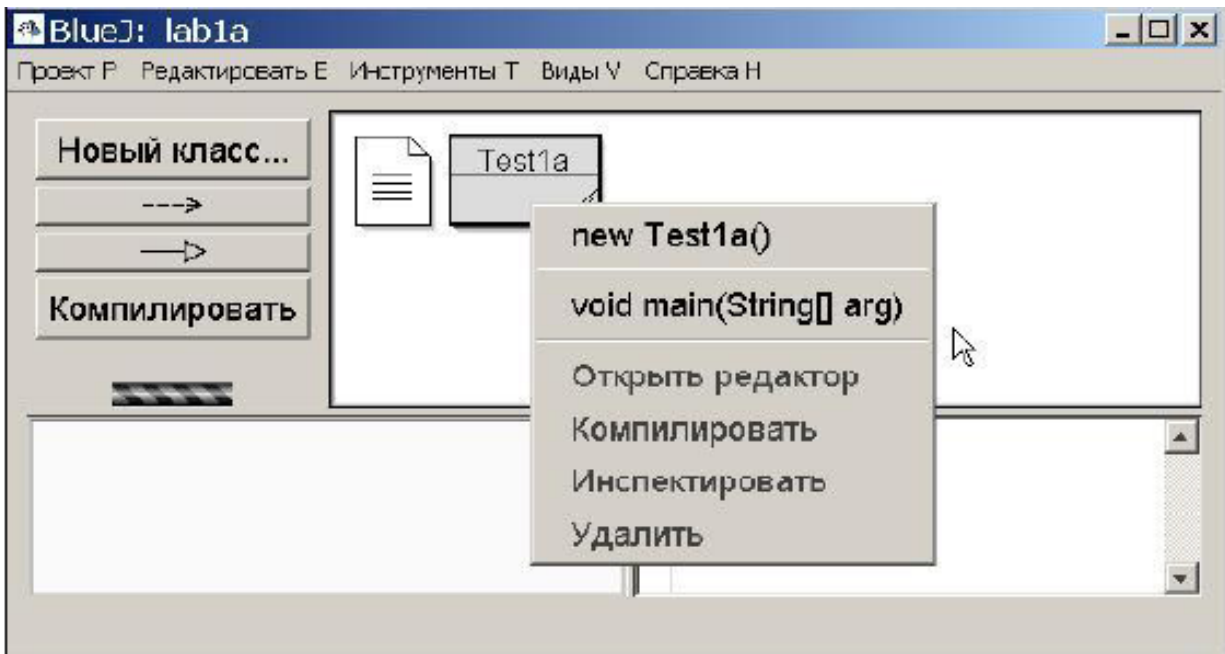 BlueJ: lab1a
Проект P Редактировать E Инструменты T Виды V Справка H
Новый класс...
Компилировать
Test1a
new Test1a()
void main(String[] arg)
Открыть редактор
Компилировать
Инспектировать
Удалить